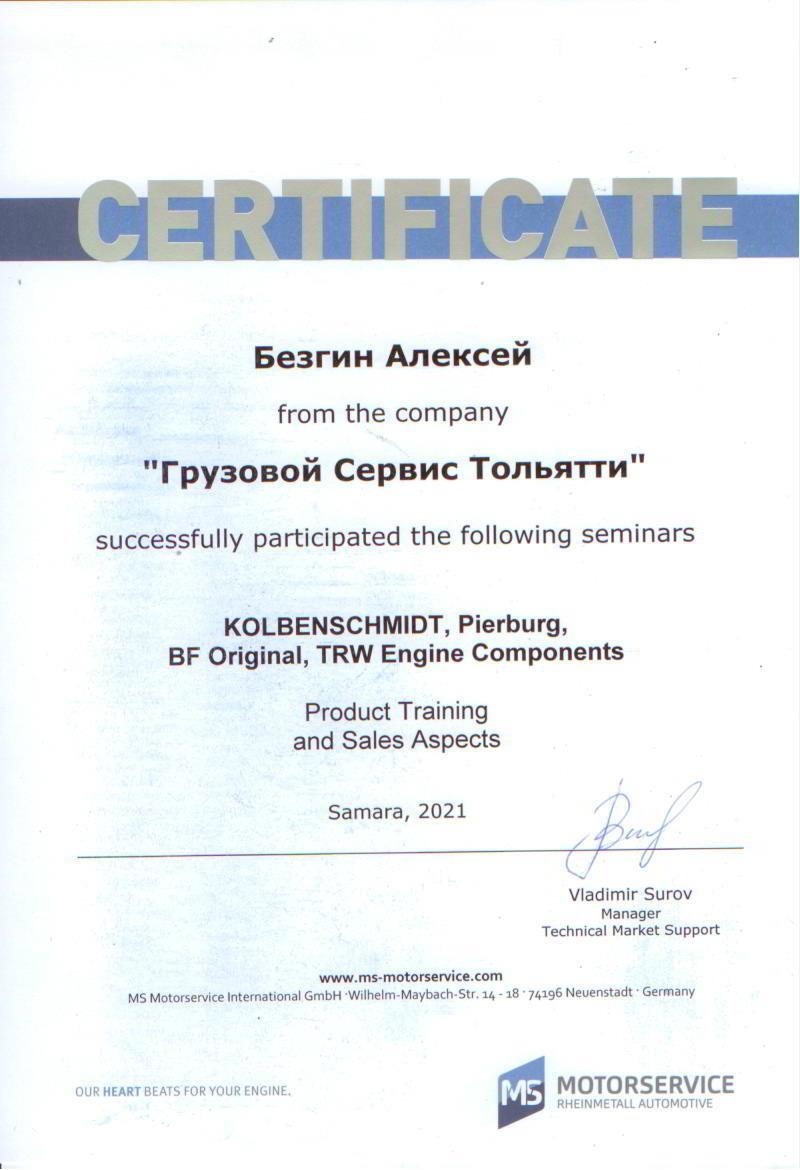 CERTIFICATE
Безгин Алексей
from the company
"Грузовой Сервис Тольятти"
successfully participated the following seminars
KOLBENSCHMIDT, Pierburg,
BF Original, TRW Engine Components
Product Training
and Sales Aspects
Samara, 2021
Vladimir Surov
Manager
Technical Market Support
www.ms-motorservice.com
MS Motorservice International GmbH · Wilhelm-Maybach-Str. 14 - 18 · 74196 Neuenstadt · Germany
OUR HEART BEATS FOR YOUR ENGINE.
MS MOTORSERVICE
RHEINMETALL AUTOMOTIVE